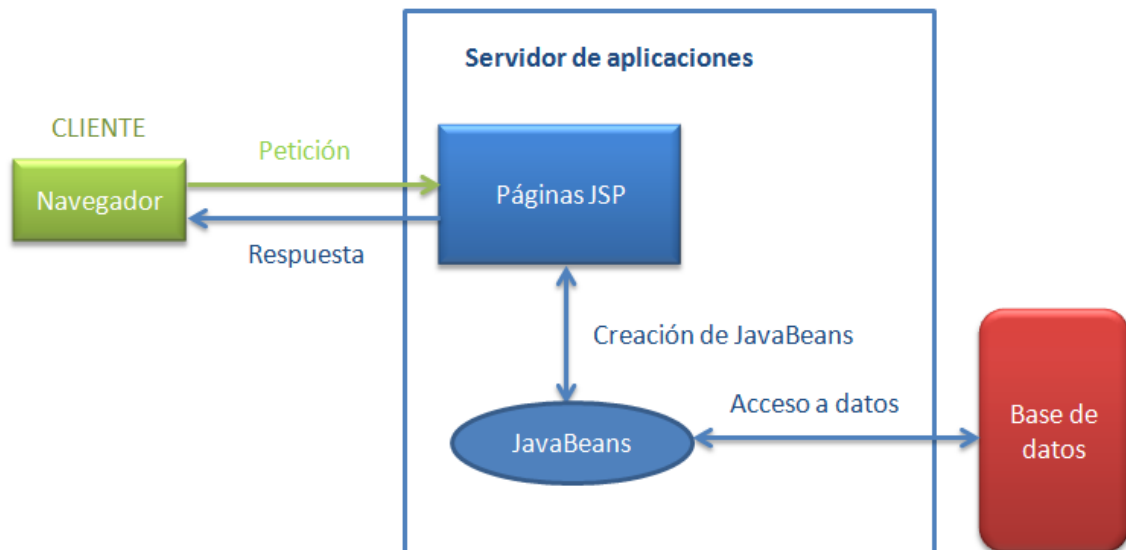 Servidor de aplicaciones
CLIENTE
Petición
Navegador
Páginas JSP
Respuesta
Creación de JavaBeans
Acceso a datos
JavaBeans
Base de
datos